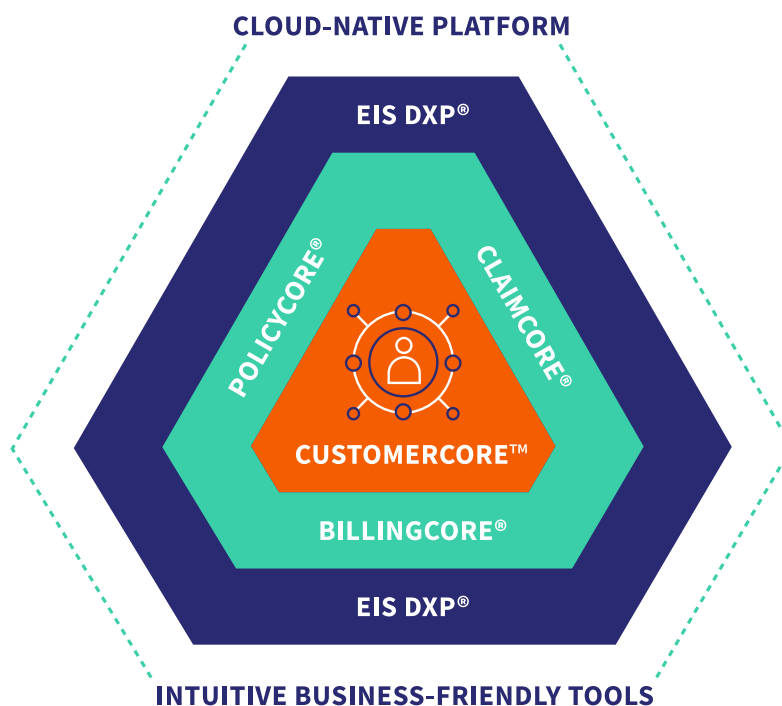 CLOUD-NATIVE PLATFORM
EIS DXP®
POLICYCORE®
CLAIMCORE®
CUSTOMERCORE™
BILLINGCORE®
EIS DXP®
INTUITIVE BUSINESS-FRIENDLY TOOLS